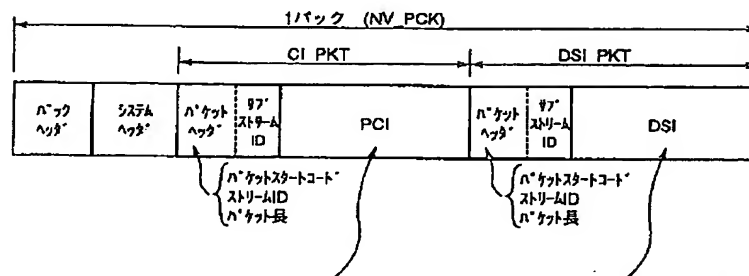 1パック (NV_PCK)
CI PKT
DSI PKT
パック
ヘッダ
システム
ヘッダ
パケット
ヘッダ
サブ
ストリーム
ID
PCI
パケット
ヘッダ
サブ
ストリーム
ID
DSI
パケットスタートコード
ストリームID
パケット長
パケットスタートコード
ストリームID
パケット長